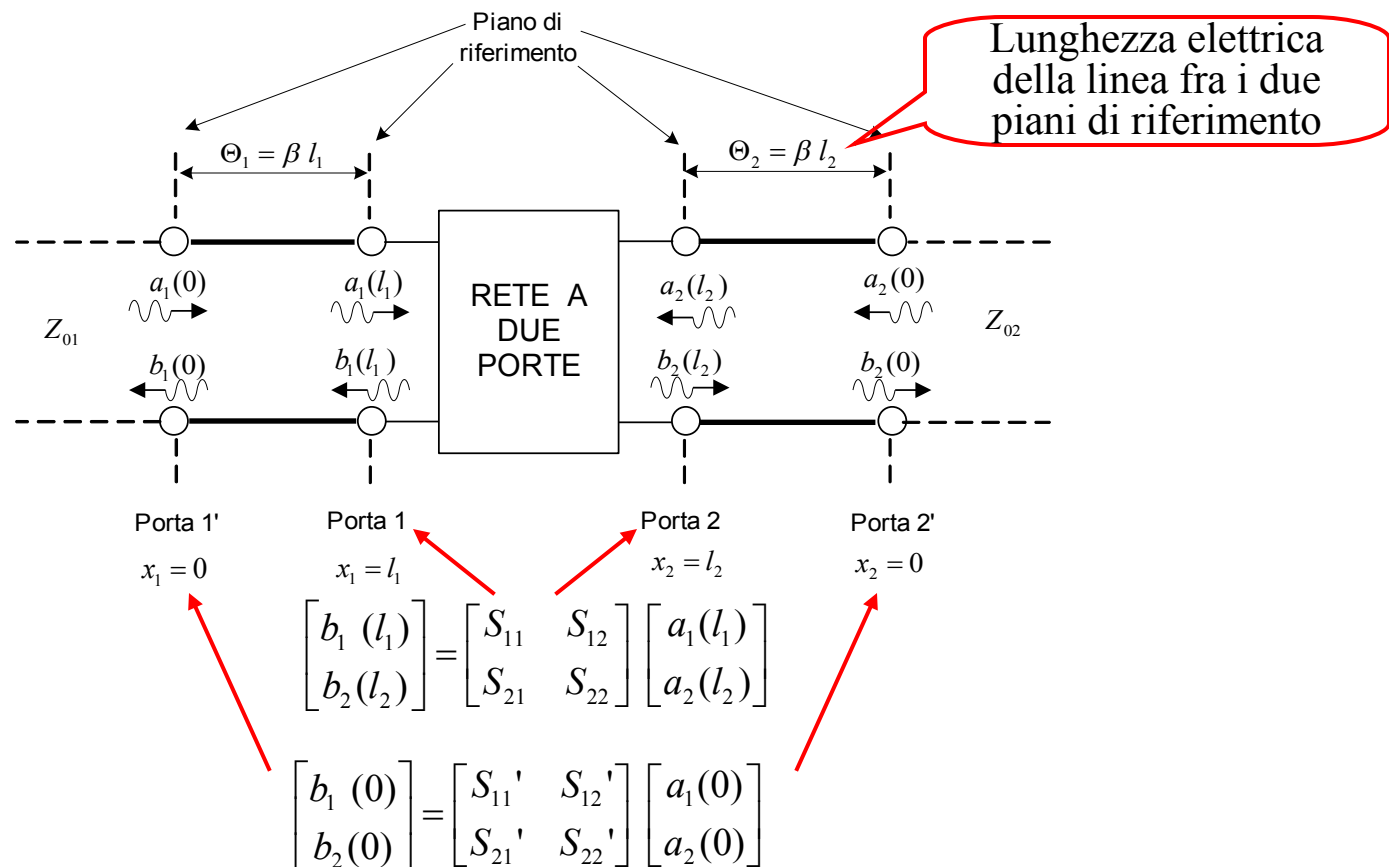 Piano di
riferimento
Lunghezza elettrica
della linea fra i due
piani di riferimento
Θ₁ = β l₁
Θ₂ = β l₂
a₁(0)
a₁(l₁)
a₂(l₂)
a₂(0)
Z₀₁
RETE A
DUE
PORTE
Z₀₂
b₁(0)
b₁(l₁)
b₂(l₂)
b₂(0)
Porta 1'
Porta 1
Porta 2
Porta 2'
x₁ = 0
x₁ = l₁
x₂ = l₂
x₂ = 0
[b₁ (l₁)] = [S₁₁ S₁₂] [a₁(l₁)]
[b₂(l₂)] [S₂₁ S₂₂] [a₂(l₂)]
[b₁ (0)] = [S₁₁' S₁₂'] [a₁(0)]
[b₂(0)] [S₂₁' S₂₂'] [a₂(0)]